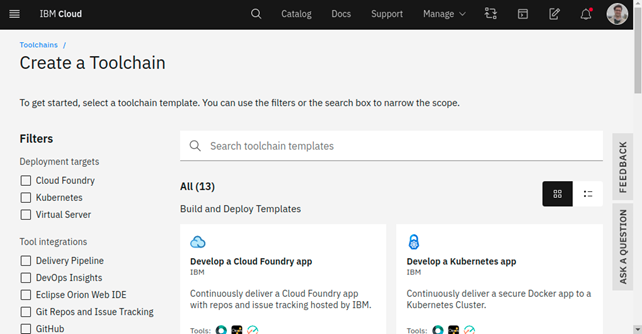 IBM Cloud
Catalog
Docs
Support
Manage
Toolchains /
Create a Toolchain
To get started, select a toolchain template. You can use the filters or the search box to narrow the scope.
Filters
Deployment targets
Cloud Foundry
Kubernetes
Virtual Server
Tool integrations
Delivery Pipeline
DevOps Insights
Eclipse Orion Web IDE
Git Repos and Issue Tracking
GitHub
Search toolchain templates
All (13)
Build and Deploy Templates
Develop a Cloud Foundry app
IBM
Continuously deliver a Cloud Foundry app
with repos and issue tracking hosted by IBM.
Tools:
Develop a Kubernetes app
IBM
Continuously deliver a secure Docker app to a
Kubernetes Cluster.
Tools:
FEEDBACK
ASK A QUESTION